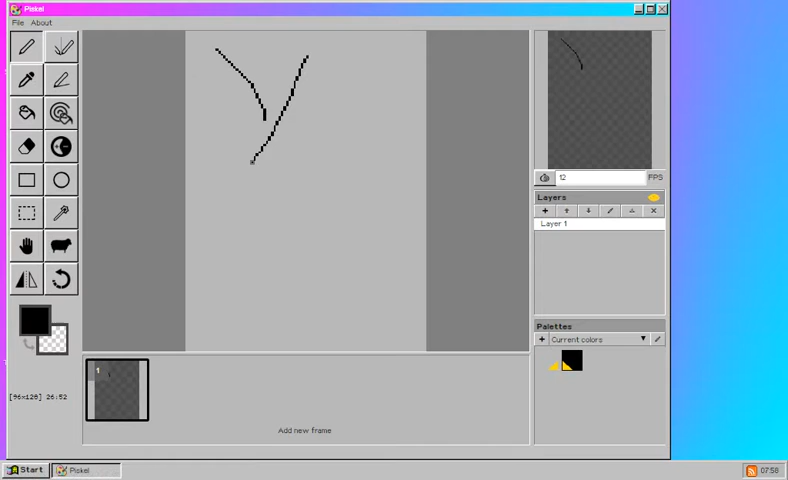 Piskel
File About
12 FPS
Layers
Layer 1
Palettes
Current colors
1
[96x128] 26:52
Add new frame
Start
Piskel
07:58